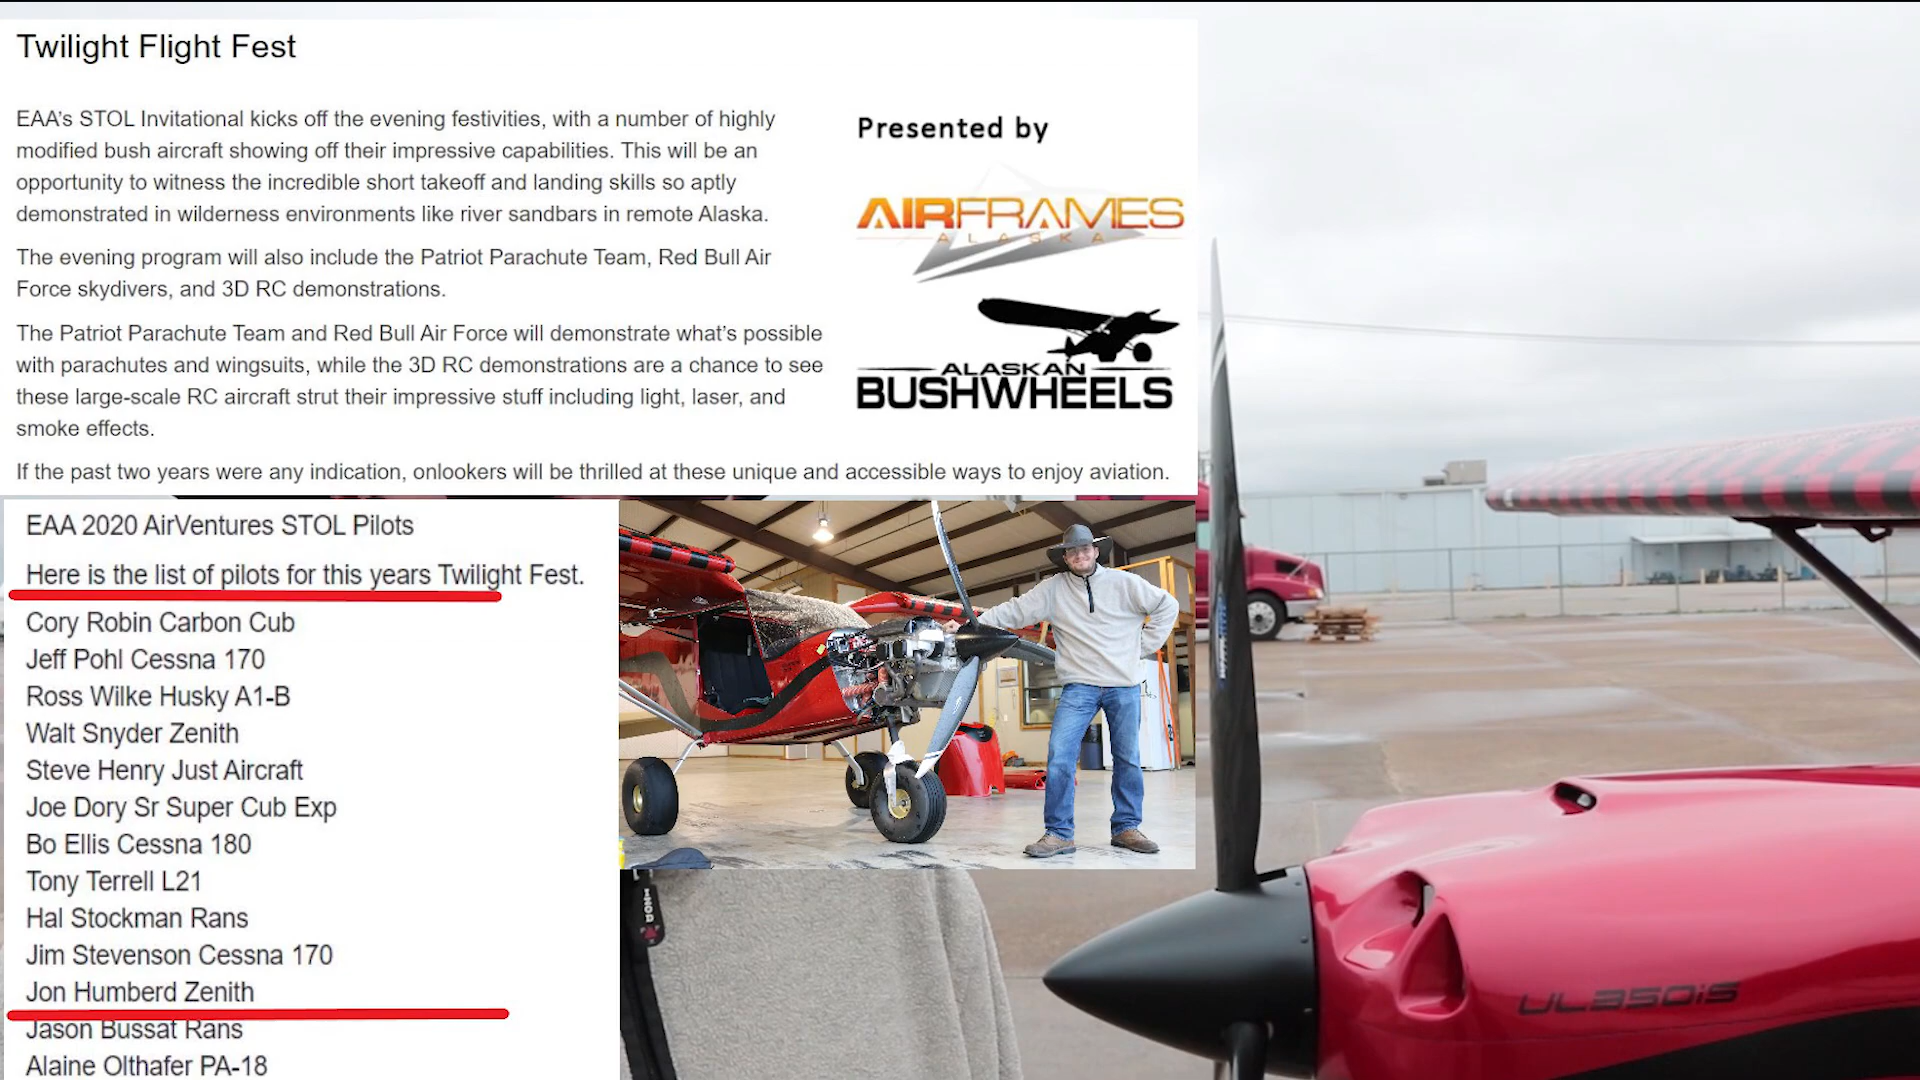 Twilight Flight Fest
EAA's STOL Invitational kicks off the evening festivities, with a number of highly
modified bush aircraft showing off their impressive capabilities. This will be an
opportunity to witness the incredible short takeoff and landing skills so aptly
demonstrated in wilderness environments like river sandbars in remote Alaska.
The evening program will also include the Patriot Parachute Team, Red Bull Air
Force skydivers, and 3D RC demonstrations.
The Patriot Parachute Team and Red Bull Air Force will demonstrate what's possible
with parachutes and wingsuits, while the 3D RC demonstrations are a chance to see
these large-scale RC aircraft strut their impressive stuff including light, laser, and
smoke effects.
If the past two years were any indication, onlookers will be thrilled at these unique and accessible ways to enjoy aviation.
Presented by
AIRFRAMES
ALASKA
ALASKAN
BUSHWHEELS
EAA 2020 AirVentures STOL Pilots
Here is the list of pilots for this years Twilight Fest.
Cory Robin Carbon Cub
Jeff Pohl Cessna 170
Ross Wilke Husky A1-B
Walt Snyder Zenith
Steve Henry Just Aircraft
Joe Dory Sr Super Cub Exp
Bo Ellis Cessna 180
Tony Terrell L21
Hal Stockman Rans
Jim Stevenson Cessna 170
Jon Humberd Zenith
Jason Bussat Rans
Alaine Olthafer PA-18
UL350iS